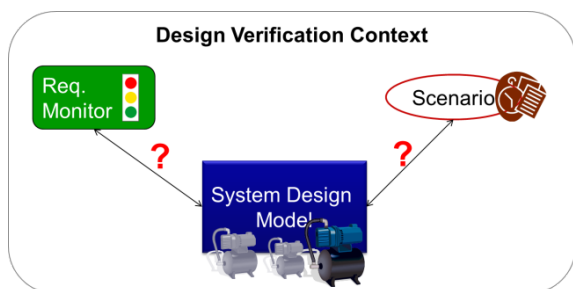 Design Verification Context
Req.
Monitor
Scenario
?
?
System Design
Model